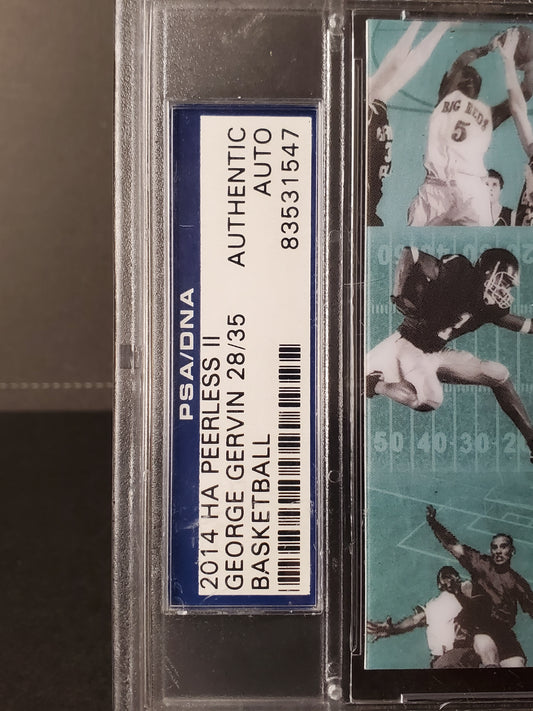 PSA/DNA
2014 HA PEERLESS II
GEORGE GERVIN 28/35
BASKETBALL
AUTHENTIC
AUTO
83531547
BIG REDS
5
50 40 30 20